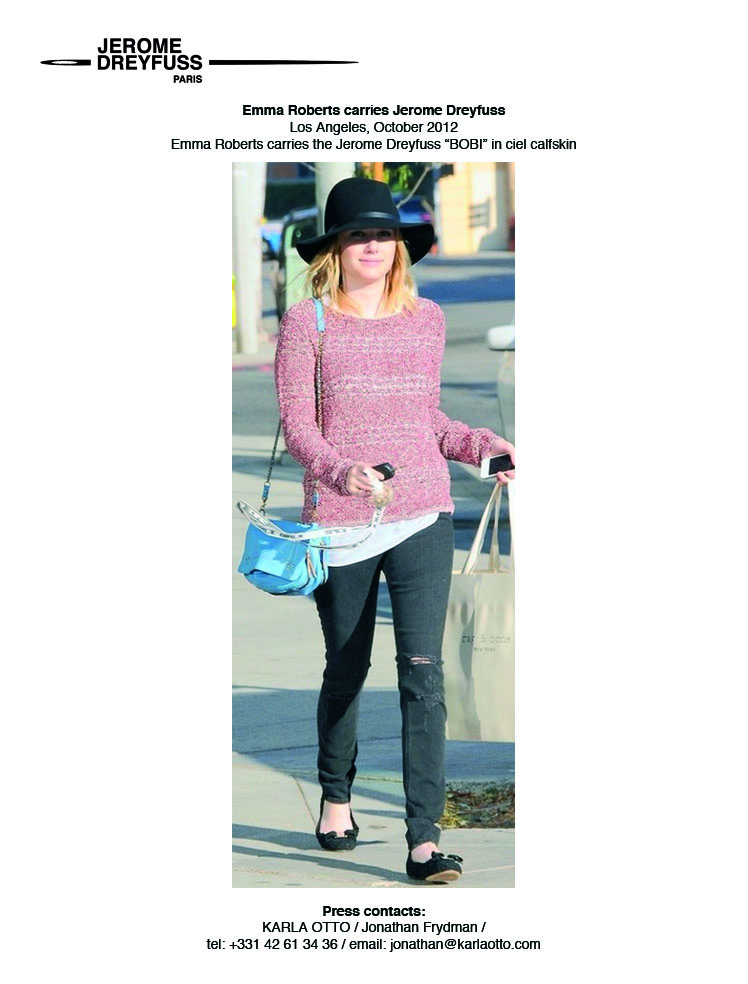 JEROME
DREYFUSS
PARIS
Emma Roberts carries Jerome Dreyfuss
Los Angeles, October 2012
Emma Roberts carries the Jerome Dreyfuss “BOBI” in ciel calfskin
rag & bone
NEW YORK
Press contacts:
KARLA OTTO / Jonathan Frydman /
tel: +331 42 61 34 36 / email: jonathan@karlaotto.com